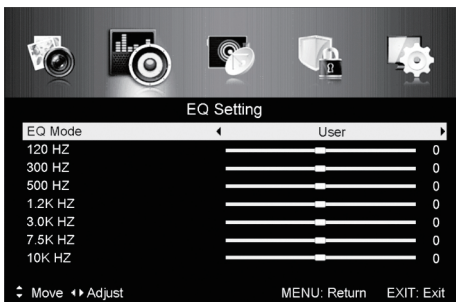 EQ Setting
EQ Mode User
120 HZ 0
300 HZ 0
500 HZ 0
1.2K HZ 0
3.0K HZ 0
7.5K HZ 0
10K HZ 0
Move Adjust MENU: Return EXIT: Exit